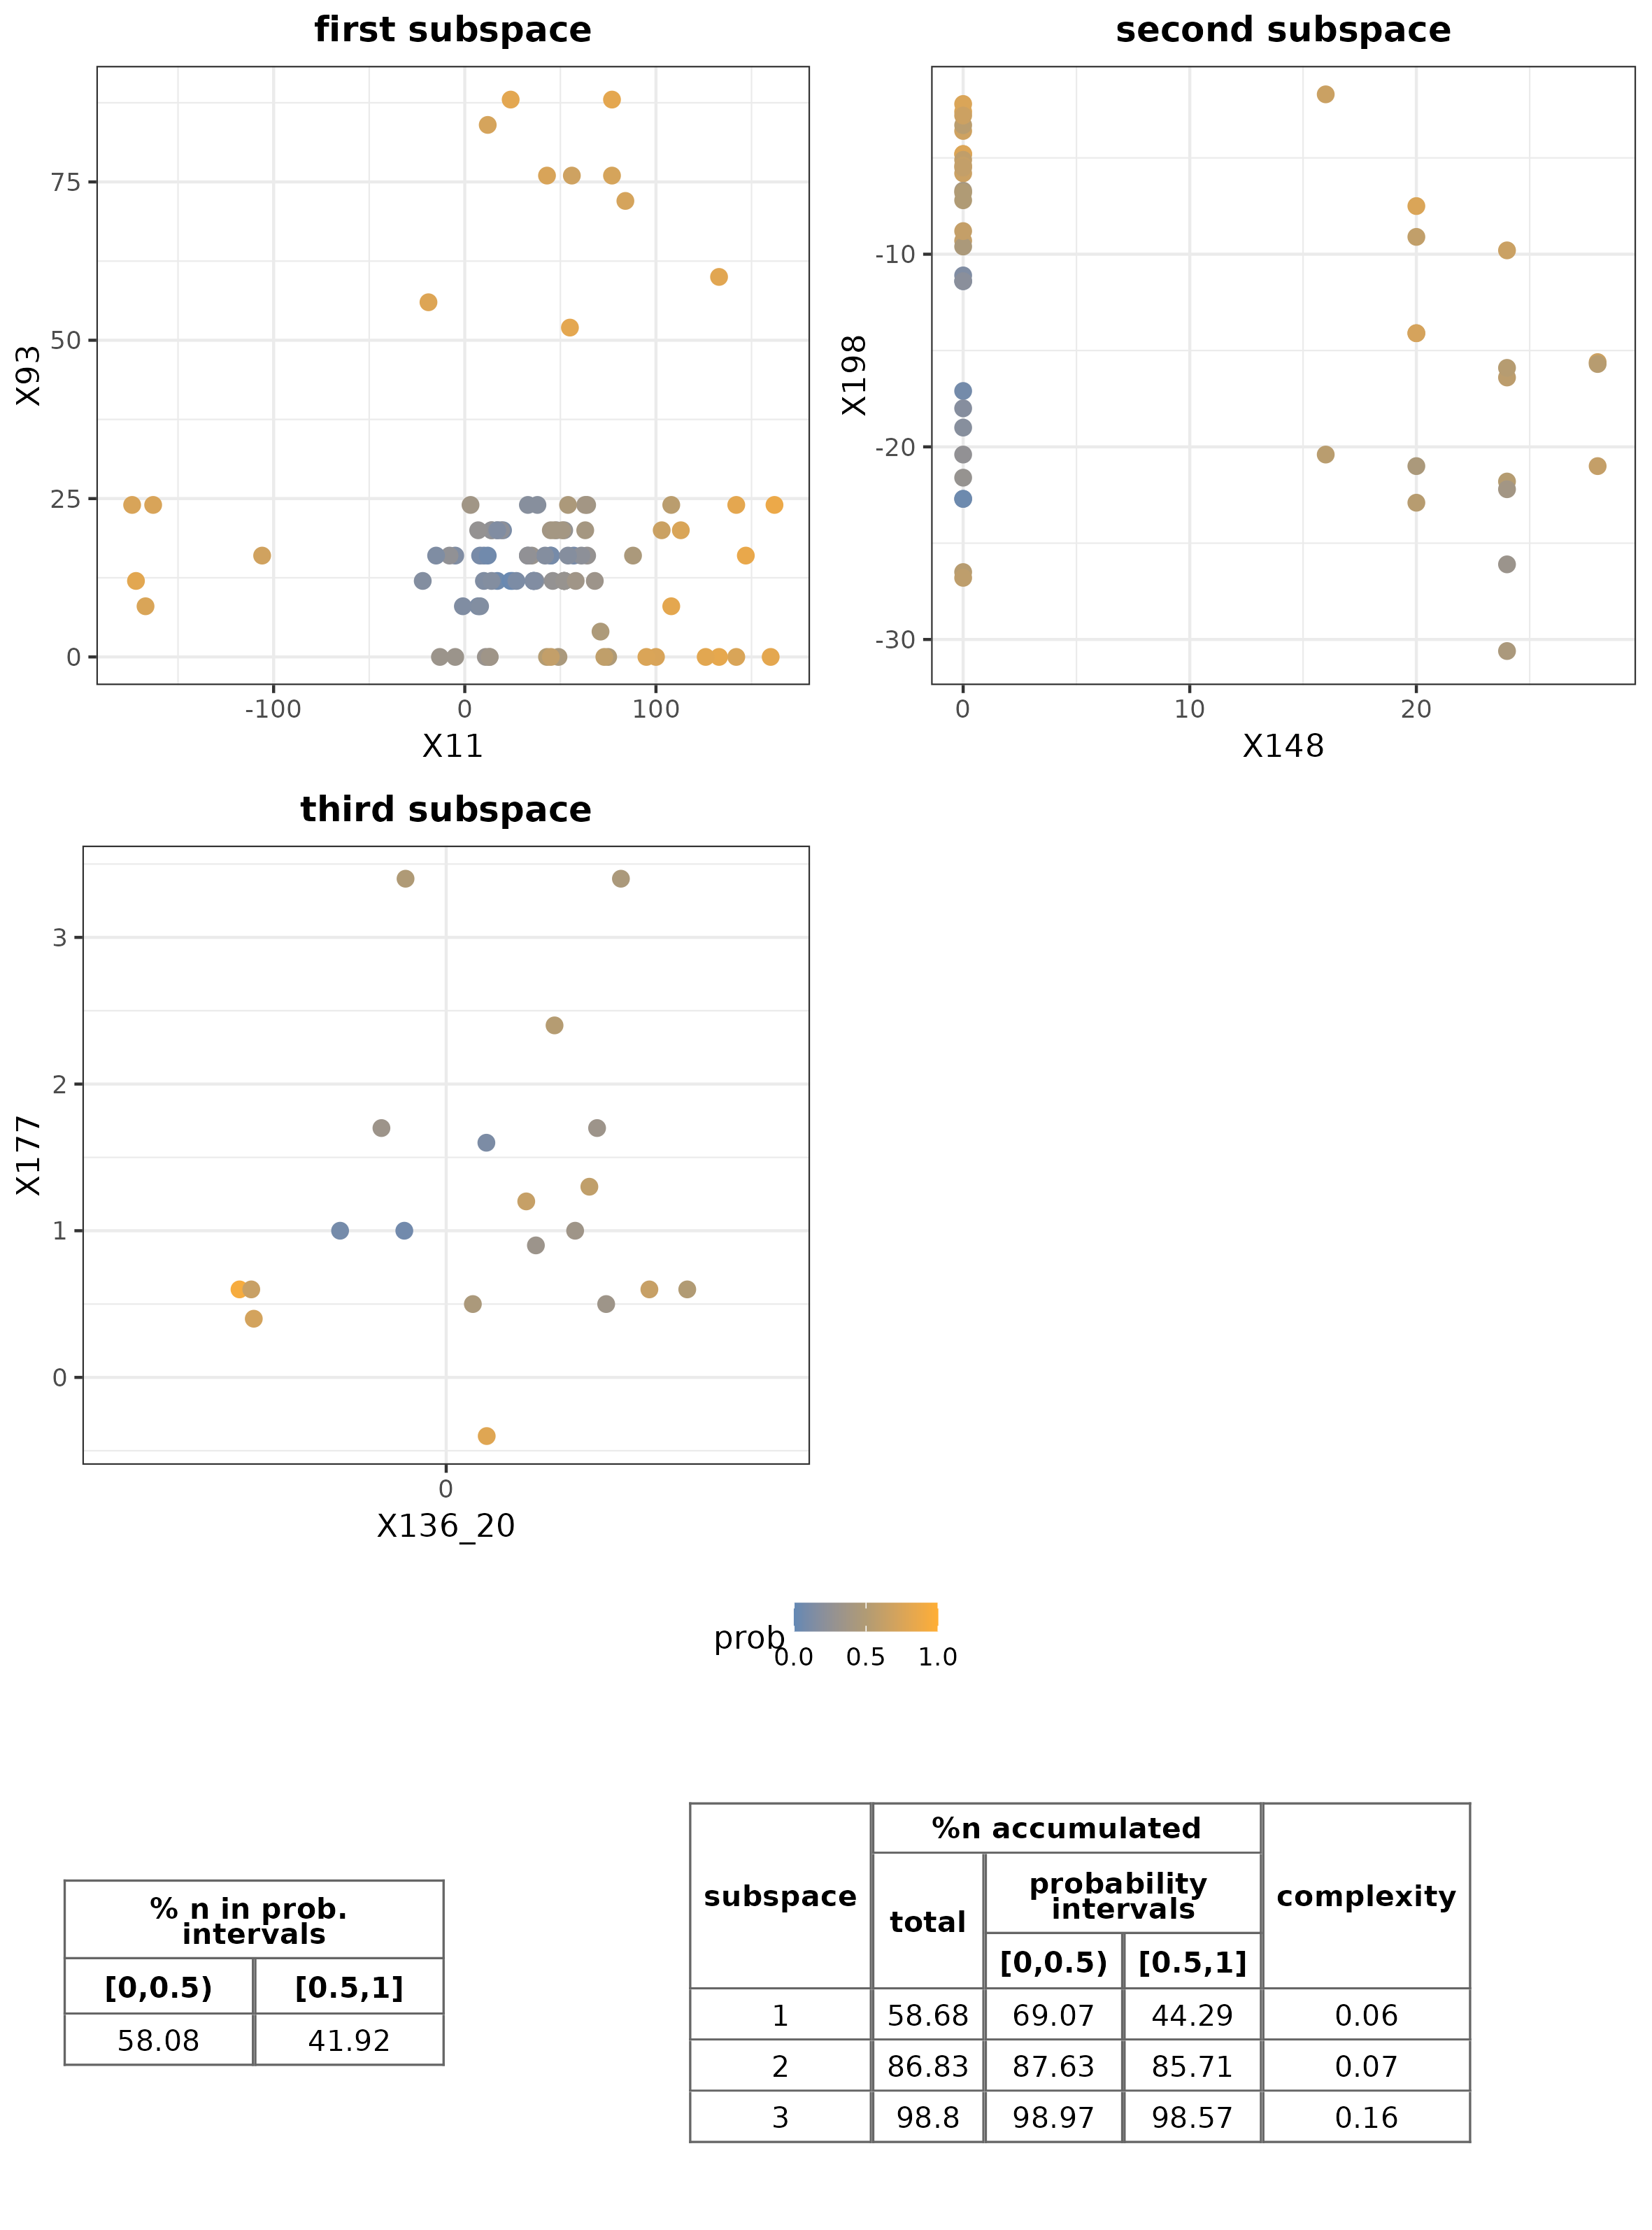 first subspace
X93
75
50
25
0
-100
0
100
X11
second subspace
X198
-10
-20
-30
0
10
20
X148
third subspace
X177
3
2
1
0
0
X136_20
prob
0.0
0.5
1.0
% n in prob.
intervals
[0,0.5)
[0.5,1]
58.08
41.92
subspace
%n accumulated
total
probability
intervals
[0,0.5)
[0.5,1]
complexity
1 58.68 69.07 44.29 0.06
2 86.83 87.63 85.71 0.07
3 98.8 98.97 98.57 0.16